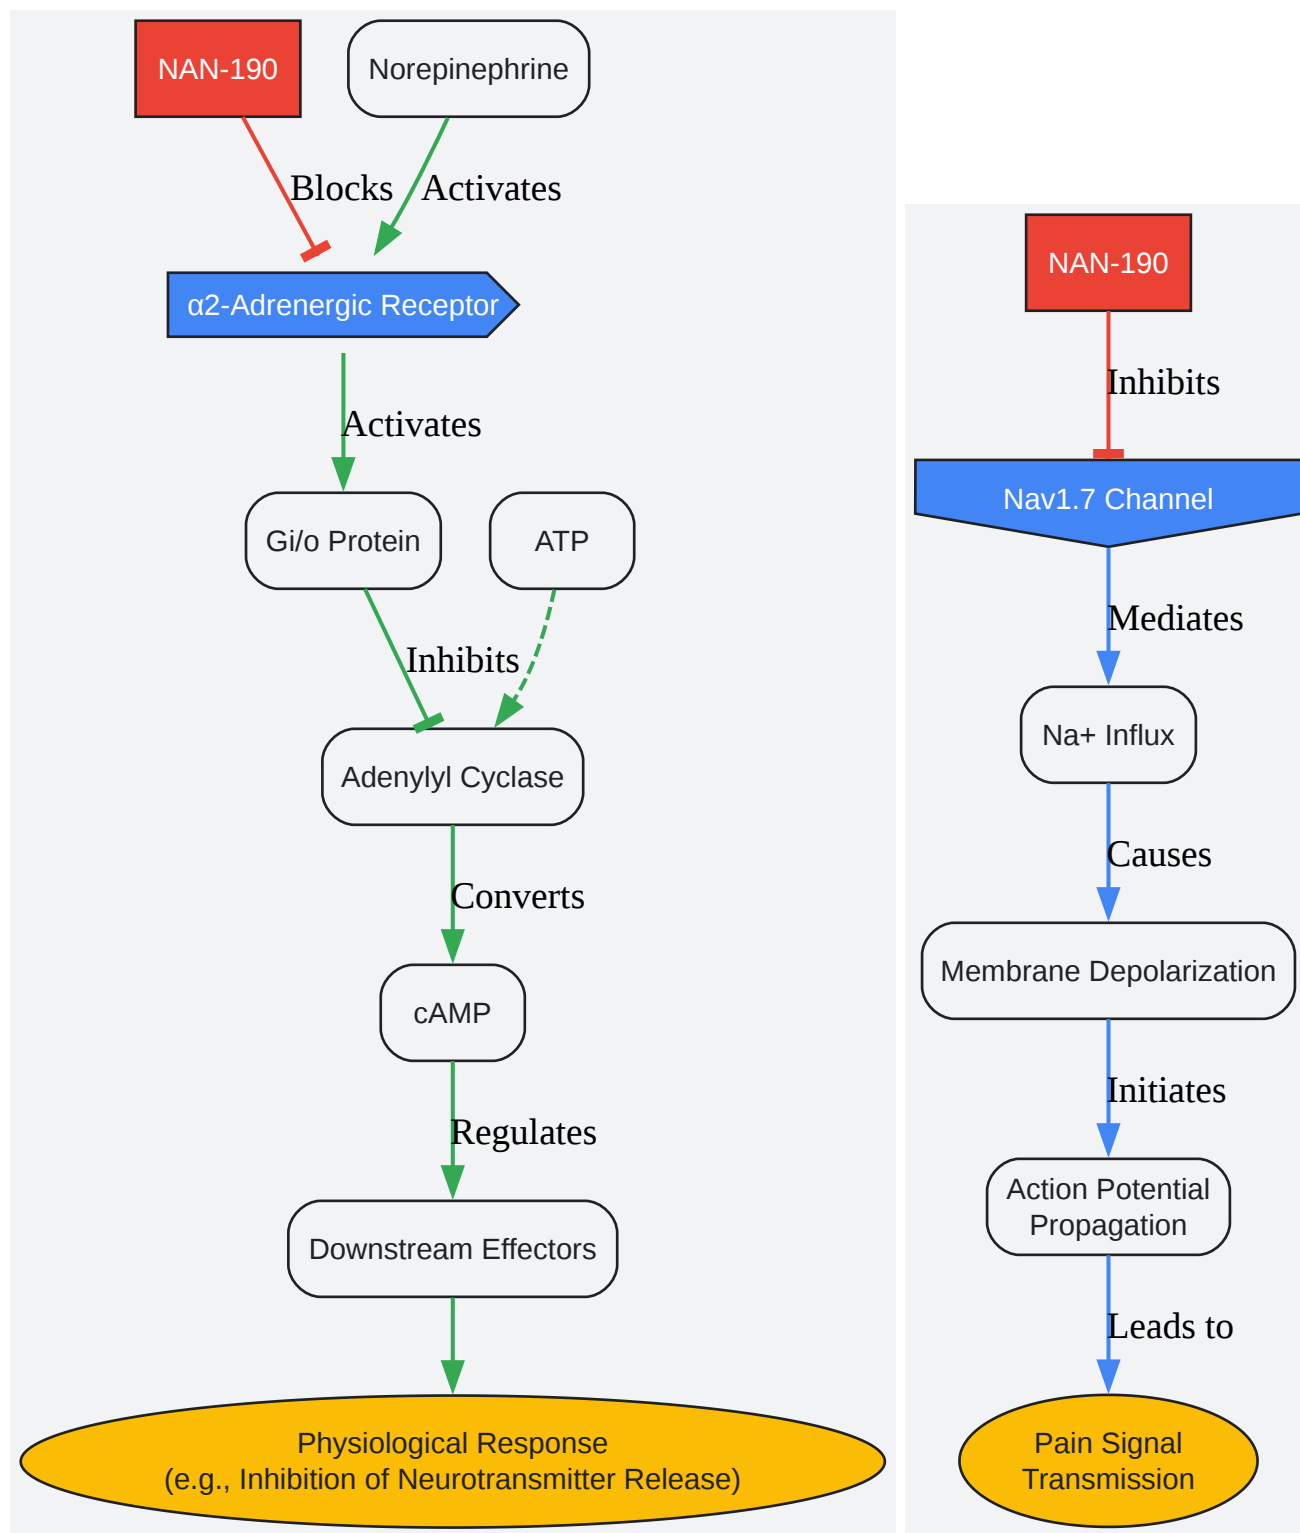 NAN-190
Norepinephrine
Blocks
Activates
α2-Adrenergic Receptor
Activates
Gi/o Protein
ATP
Inhibits
Adenylyl Cyclase
Converts
cAMP
Regulates
Downstream Effectors
Physiological Response
(e.g., Inhibition of Neurotransmitter Release)
NAN-190
Inhibits
Nav1.7 Channel
Mediates
Na+ Influx
Causes
Membrane Depolarization
Initiates
Action Potential
Propagation
Leads to
Pain Signal
Transmission